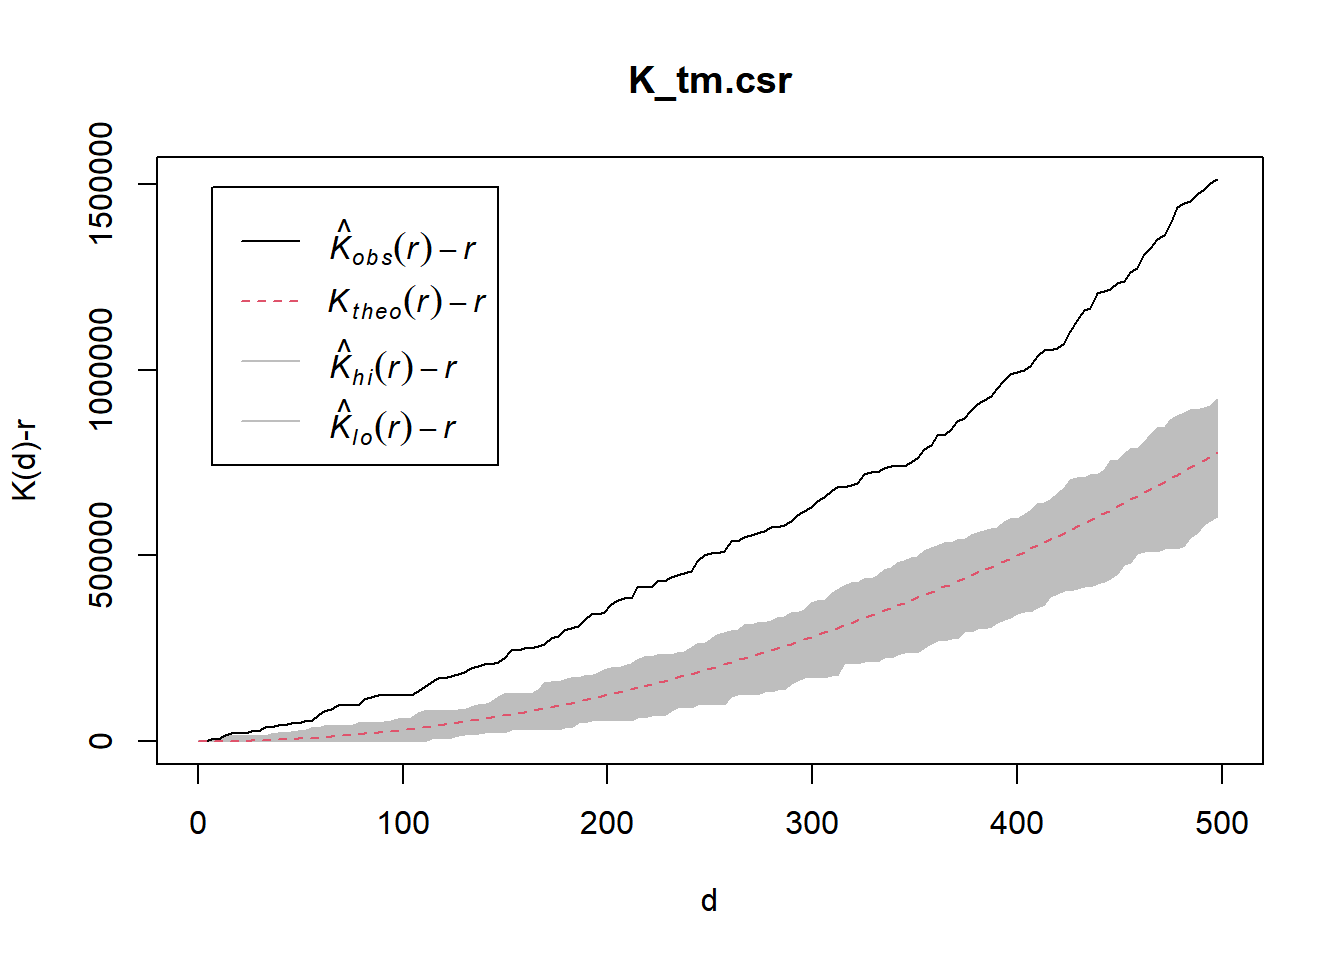 K_tm.csr
K̂obs(r) − r
Ktheo(r) − r
K̂hi(r) − r
K̂lo(r) − r
K(d)-r
1500000
1000000
500000
0
0 100 200 300 400 500
d